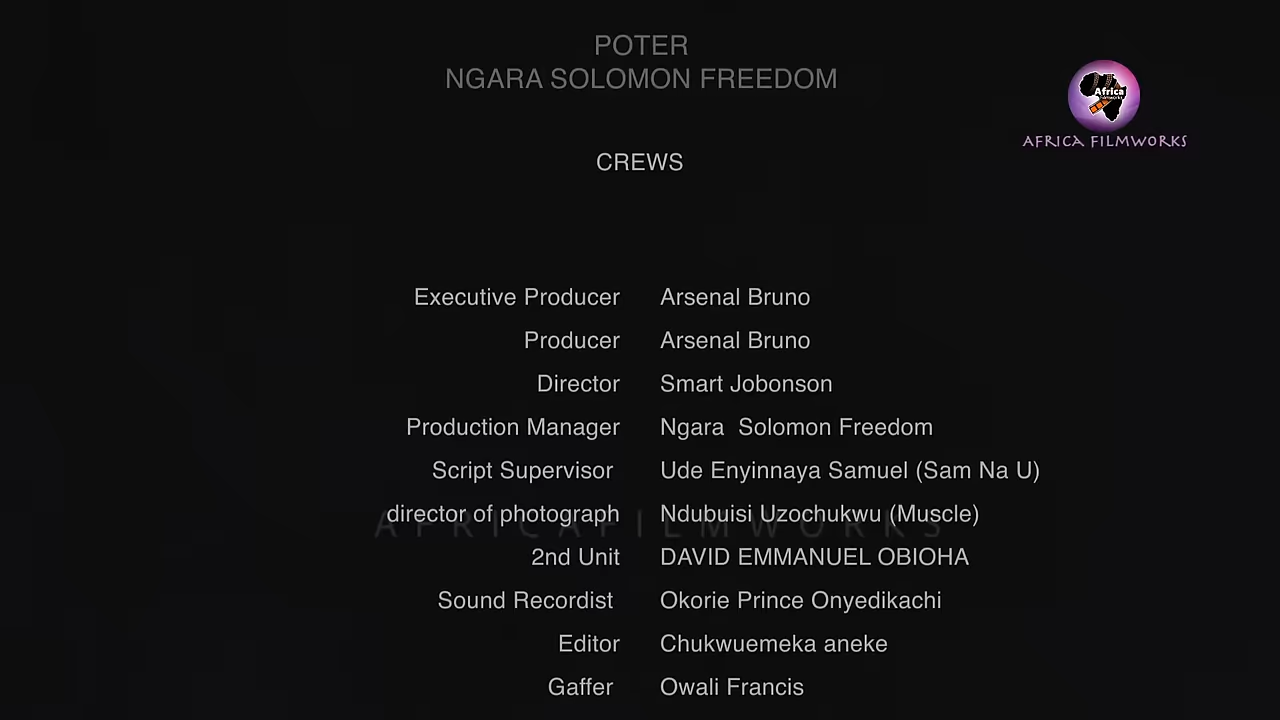 POTER
NGARA SOLOMON FREEDOM
Africa
AFRICA FILMWORKS
CREWS
Executive Producer Arsenal Bruno
Producer Arsenal Bruno
Director Smart Jobonson
Production Manager Ngara  Solomon Freedom
Script Supervisor Ude Enyinnaya Samuel (Sam Na U)
director of photograph Ndubuisi Uzochukwu (Muscle)
AFRICAFILMWORKS
2nd Unit DAVID EMMANUEL OBIOHA
Sound Recordist Okorie Prince Onyedikachi
Editor Chukwuemeka aneke
Gaffer Owali Francis